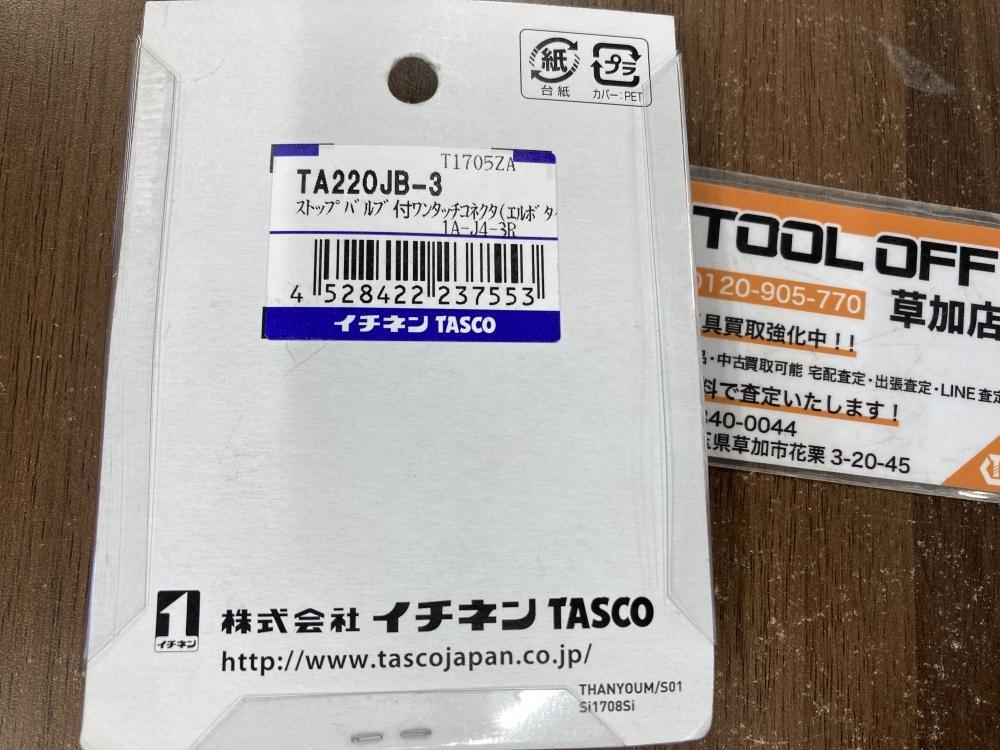 紙
台紙
プラ
カバー:PET
T1705ZA
TA220JB-3
ストップバルブ付ワンタッチコネクタ(エルボタ
1A-J4-3R
4 528422 237553
イチネン TASCO
1
イチネン
株式会社 イチネン TASCO
http://www.tascojapan.co.jp/
THANYOUM/S01
Si1708Si
TOOL OFF
0120-905-770
草加店
具買取強化中!!
・中古買取可能 宅配査定・出張査定・LINE査定
料で査定いたします!
340-0044
県草加市花栗 3-20-45